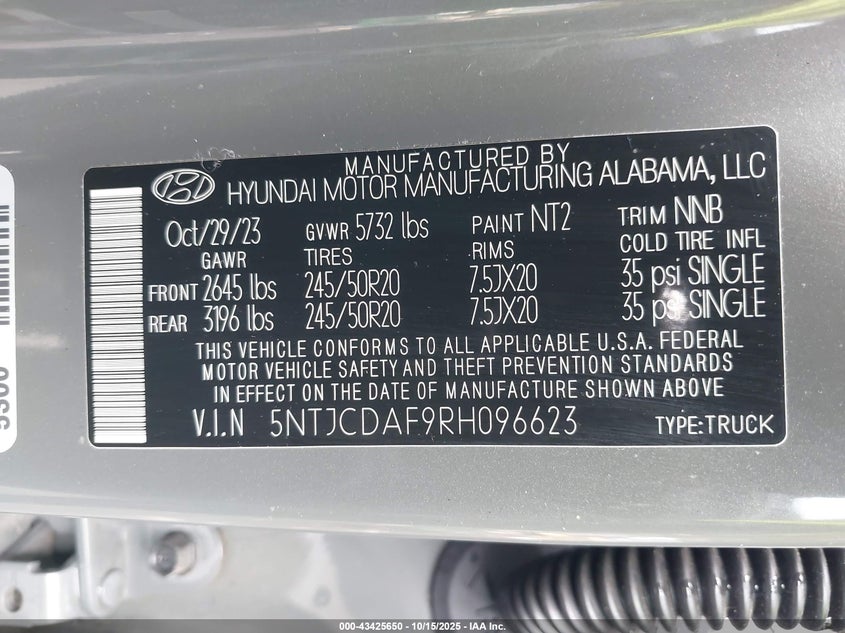 MANUFACTURED BY
HYUNDAI MOTOR MANUFACTURING ALABAMA, LLC
Oct/29/23 GVWR 5732 lbs PAINT NT2 TRIM NNB
GAWR TIRES RIMS COLD TIRE INFL
FRONT 2645 lbs 245/50R20 7.5JX20 35 psi SINGLE
REAR 3196 lbs 245/50R20 7.5JX20 35 psi SINGLE
THIS VEHICLE CONFORMS TO ALL APPLICABLE U.S.A. FEDERAL
MOTOR VEHICLE SAFETY AND THEFT PREVENTION STANDARDS
IN EFFECT ON THE DATE OF MANUFACTURE SHOWN ABOVE
V.I.N 5NTJCDAF9RH096623 TYPE:TRUCK
000-43425650 - 10/15/2025 - IAA Inc.